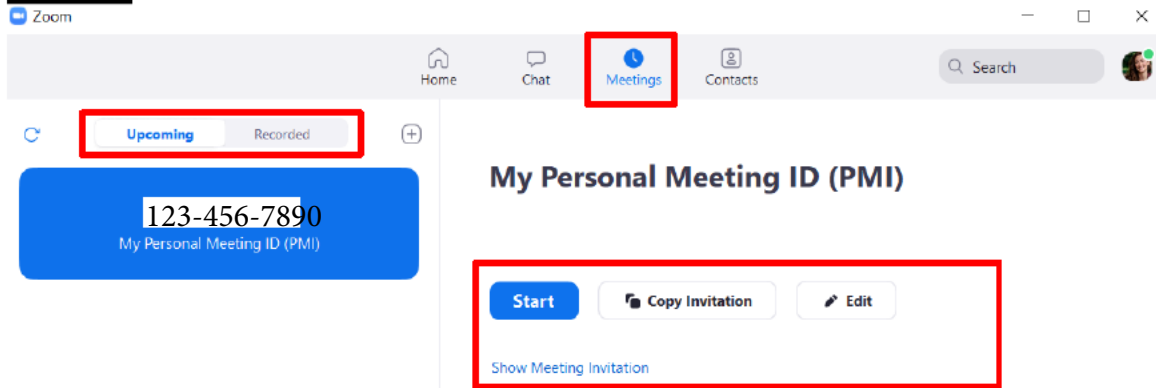 Zoom
Home
Chat
Meetings
Contacts
Search
Upcoming
Recorded
My Personal Meeting ID (PMI)
123-456-7890
My Personal Meeting ID (PMI)
Start
Copy Invitation
Edit
Show Meeting Invitation